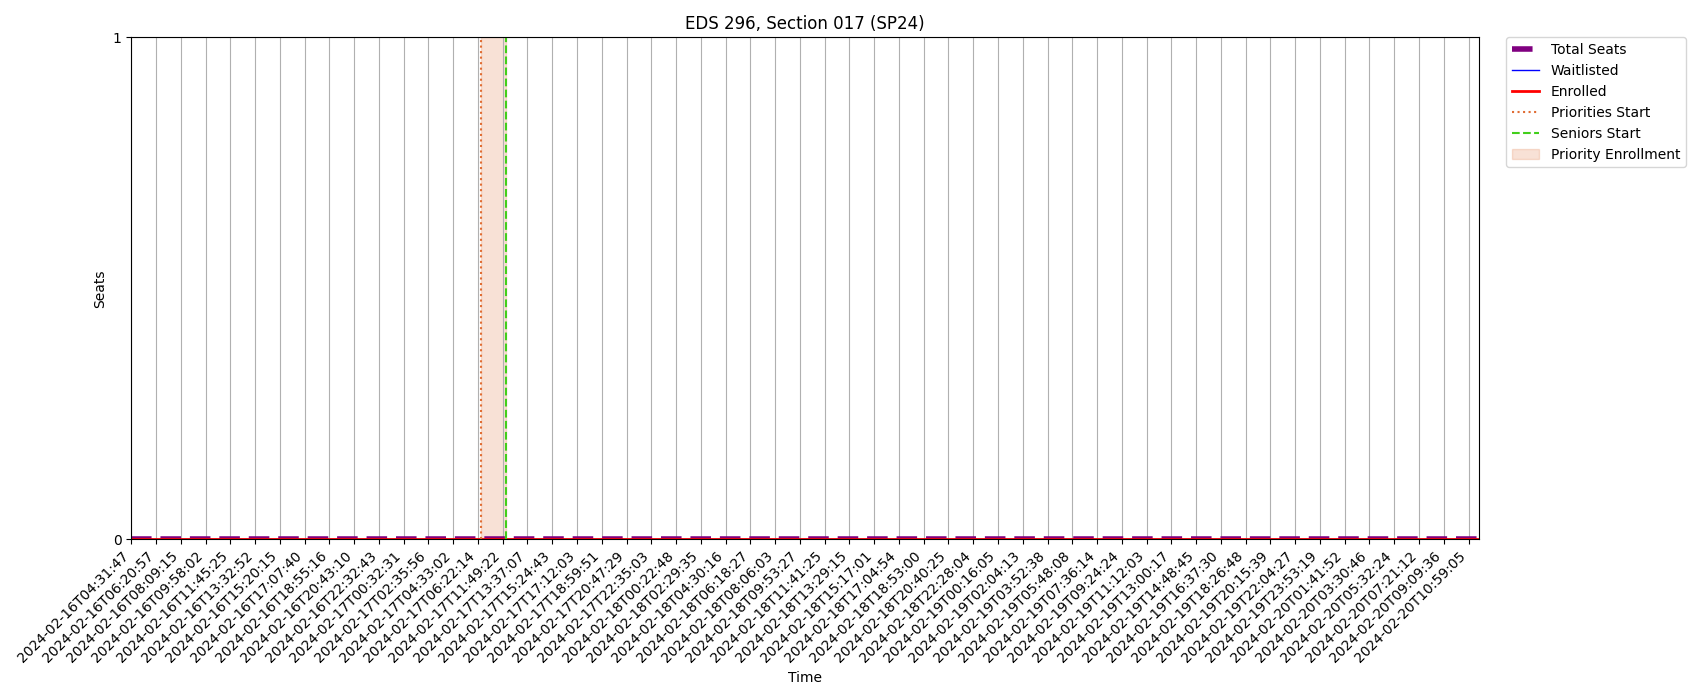 EDS 296, Section 017 (SP24)
1
0
Seats
Total Seats
Waitlisted
Enrolled
Priorities Start
Seniors Start
Priority Enrollment
2024-02-16T04:31:47
2024-02-16T06:20:57
2024-02-16T08:09:15
2024-02-16T09:58:02
2024-02-16T11:45:25
2024-02-16T13:32:52
2024-02-16T15:20:15
2024-02-16T17:07:40
2024-02-16T18:55:16
2024-02-16T20:43:10
2024-02-16T22:32:43
2024-02-17T00:32:31
2024-02-17T02:35:56
2024-02-17T04:33:02
2024-02-17T06:22:14
2024-02-17T11:49:22
2024-02-17T13:37:07
2024-02-17T15:24:43
2024-02-17T17:12:03
2024-02-17T18:59:51
2024-02-17T20:47:29
2024-02-17T22:35:03
2024-02-18T00:22:48
2024-02-18T02:29:35
2024-02-18T04:30:16
2024-02-18T06:18:27
2024-02-18T08:06:03
2024-02-18T09:53:27
2024-02-18T11:41:25
2024-02-18T13:29:15
2024-02-18T15:17:01
2024-02-18T17:04:54
2024-02-18T18:53:00
2024-02-18T20:40:25
2024-02-18T22:28:04
2024-02-19T00:16:05
2024-02-19T02:04:13
2024-02-19T03:52:38
2024-02-19T05:48:08
2024-02-19T07:36:14
2024-02-19T09:24:24
2024-02-19T11:12:03
2024-02-19T13:00:17
2024-02-19T14:48:45
2024-02-19T16:37:30
2024-02-19T18:26:48
2024-02-19T20:15:39
2024-02-19T22:04:27
2024-02-19T23:53:19
2024-02-20T01:41:52
2024-02-20T03:30:46
2024-02-20T05:32:24
2024-02-20T07:21:12
2024-02-20T09:09:36
2024-02-20T10:59:05
Time